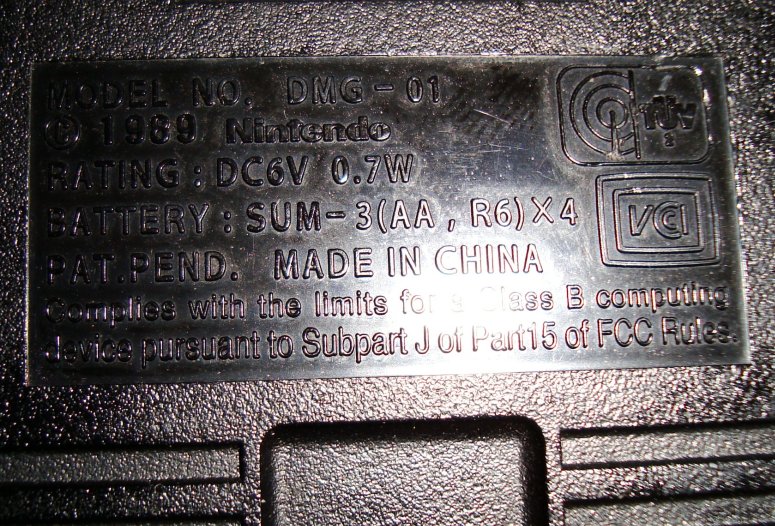 MODEL NO. DMG-01
© 1989 Nintendo
RATING : DC6V 0.7W
BATTERY : SUM-3(AA , R6)×4
PAT.PEND. MADE IN CHINA
Complies with the limits for a Class B computing
device pursuant to Subpart J of Part15 of FCC Rules.
TÜV
VCCI